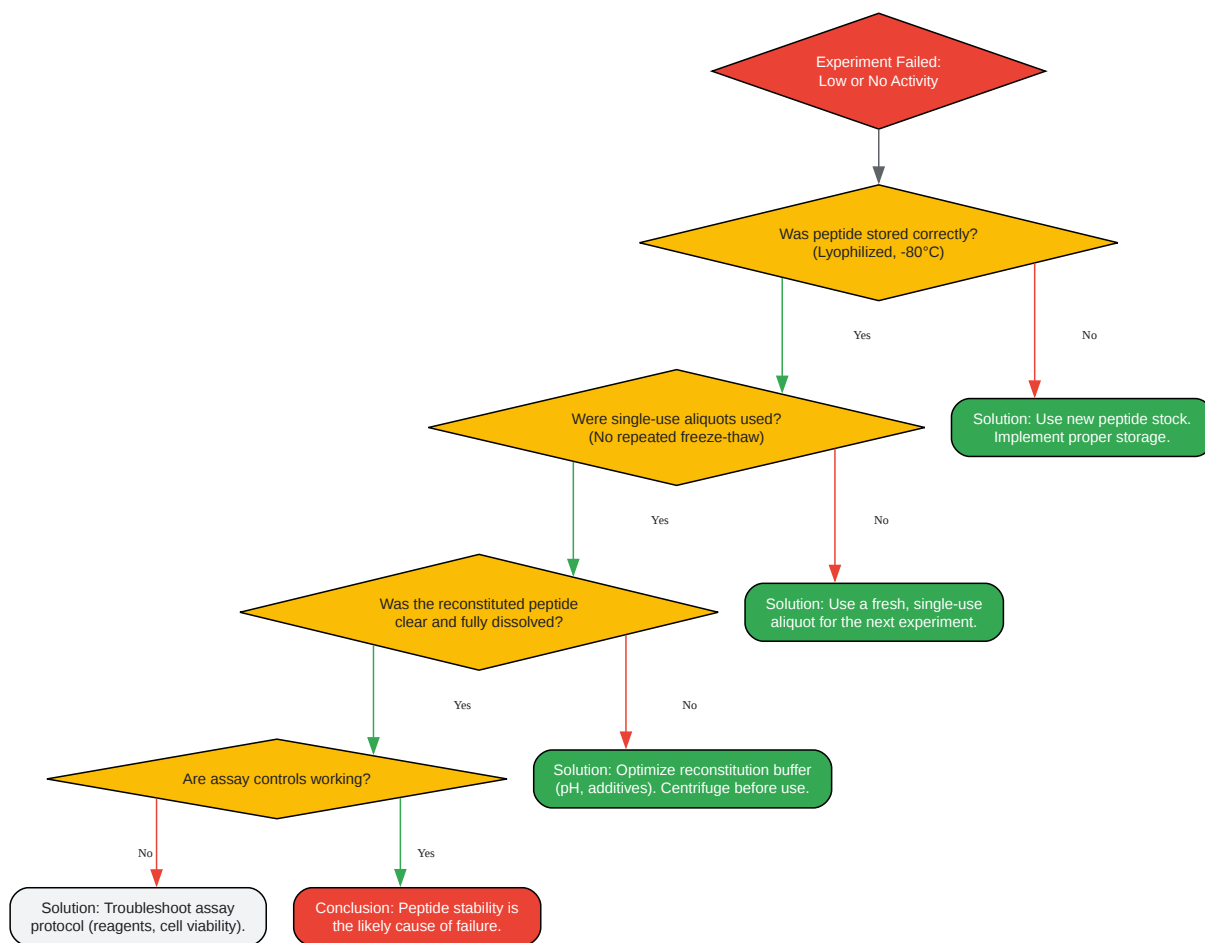 Experiment Failed:
Low or No Activity
Was peptide stored correctly?
(Lyophilized, -80°C)
Yes
No
Were single-use aliquots used?
(No repeated freeze-thaw)
Solution: Use new peptide stock.
Implement proper storage.
Yes
No
Was the reconstituted peptide
clear and fully dissolved?
Solution: Use a fresh, single-use
aliquot for the next experiment.
Yes
No
Are assay controls working?
Solution: Optimize reconstitution buffer
(pH, additives). Centrifuge before use.
No
Yes
Solution: Troubleshoot assay
protocol (reagents, cell viability).
Conclusion: Peptide stability is
the likely cause of failure.